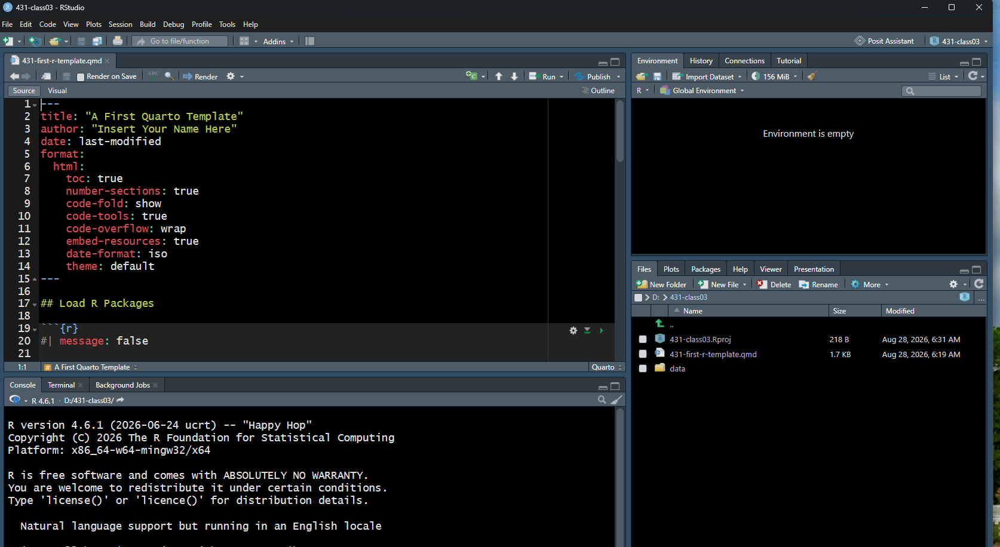 431-class03 - RStudio
File Edit Code View Plots Session Build Debug Profile Tools Help
Go to file/function Addins Posit Assistant 431-class03
431-first-r-template.qmd
Render on Save ABC Render Run Publish
Source Visual Outline
1 ---
2 title: "A First Quarto Template"
3 author: "Insert Your Name Here"
4 date: last-modified
5 format:
6 html:
7 toc: true
8 number-sections: true
9 code-fold: show
10 code-tools: true
11 code-overflow: wrap
12 embed-resources: true
13 date-format: iso
14 theme: default
15 ---
16
17 ## Load R Packages
18
19 ```{r}
20 #| message: false
21
1:1 # A First Quarto Template Quarto
Console Terminal Background Jobs
R 4.6.1 · D:/431-class03/
R version 4.6.1 (2026-06-24 ucrt) -- "Happy Hop"
Copyright (C) 2026 The R Foundation for Statistical Computing
Platform: x86_64-w64-mingw32/x64
R is free software and comes with ABSOLUTELY NO WARRANTY.
You are welcome to redistribute it under certain conditions.
Type 'license()' or 'licence()' for distribution details.
Natural language support but running in an English locale
Environment History Connections Tutorial
Import Dataset 156 MiB List
R Global Environment
Environment is empty
Files Plots Packages Help Viewer Presentation
New Folder New File Delete Rename More
D: 431-class03 ...
Name Size Modified
..
431-class03.Rproj 218 B Aug 28, 2026, 6:31 AM
431-first-r-template.qmd 1.7 KB Aug 28, 2026, 6:19 AM
data